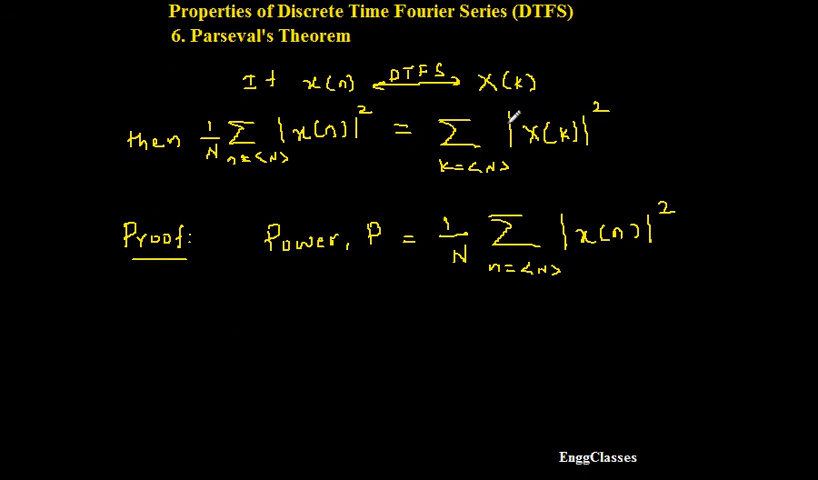 Properties of Discrete Time Fourier Series (DTFS)
6. Parseval's Theorem
If x(n) <--DTFS--> X(k)
then 1/N Σ_{n=<N>} |x(n)|^2 = Σ_{k=<N>} |X(k)|^2
Proof: Power, P = 1/N Σ_{n=<N>} |x(n)|^2
EnggClasses